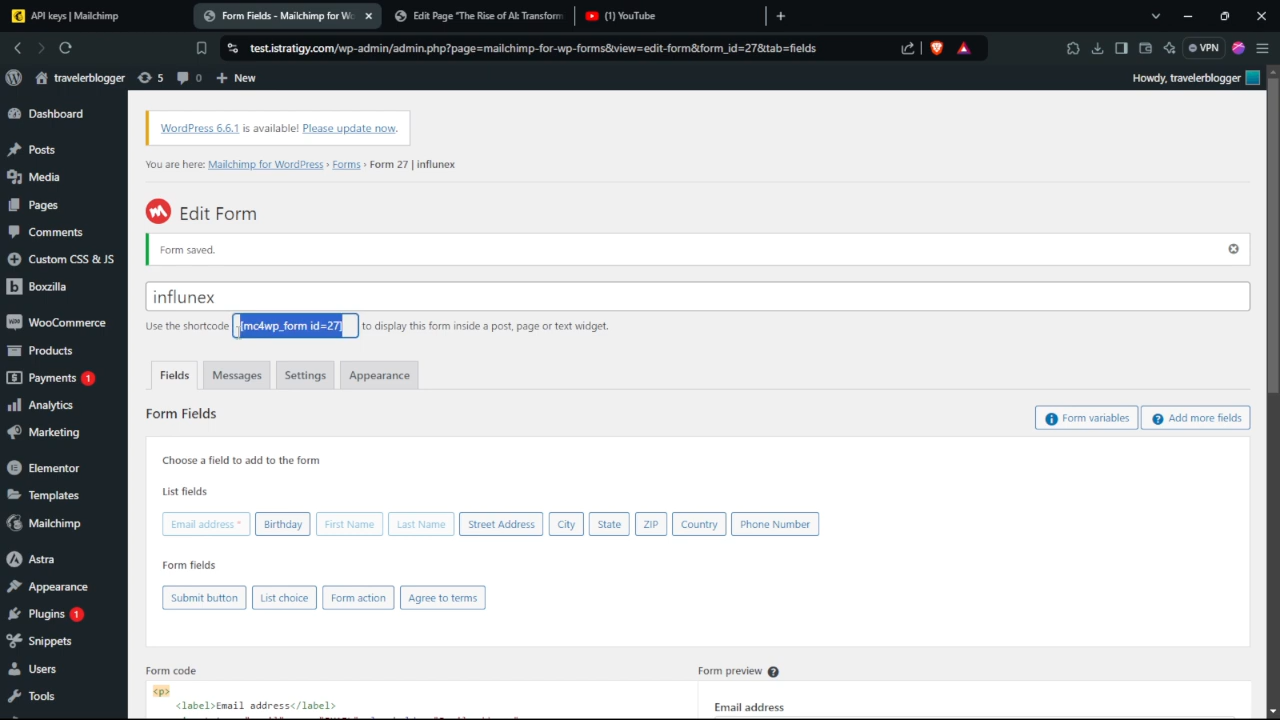 API keys | Mailchimp
Form Fields - Mailchimp for Wo
Edit Page "The Rise of AI: Transform
(1) YouTube
test.istratigy.com/wp-admin/admin.php?page=mailchimp-for-wp-forms&view=edit-form&form_id=27&tab=fields
VPN
travelerblogger
5
0
New
Howdy, travelerblogger
Dashboard
Posts
Media
Pages
Comments
Custom CSS & JS
Boxzilla
WooCommerce
Products
Payments 1
Analytics
Marketing
Elementor
Templates
Mailchimp
Astra
Appearance
Plugins 1
Snippets
Users
Tools
WordPress 6.6.1 is available! Please update now.
You are here: Mailchimp for WordPress › Forms › Form 27 | influnex
Edit Form
Form saved.
influnex
Use the shortcode [mc4wp_form id=27] to display this form inside a post, page or text widget.
Fields
Messages
Settings
Appearance
Form Fields
Form variables
Add more fields
Choose a field to add to the form
List fields
Email address *
Birthday
First Name
Last Name
Street Address
City
State
ZIP
Country
Phone Number
Form fields
Submit button
List choice
Form action
Agree to terms
Form code
Form preview ?
<p>
<label>Email address</label>
Email address